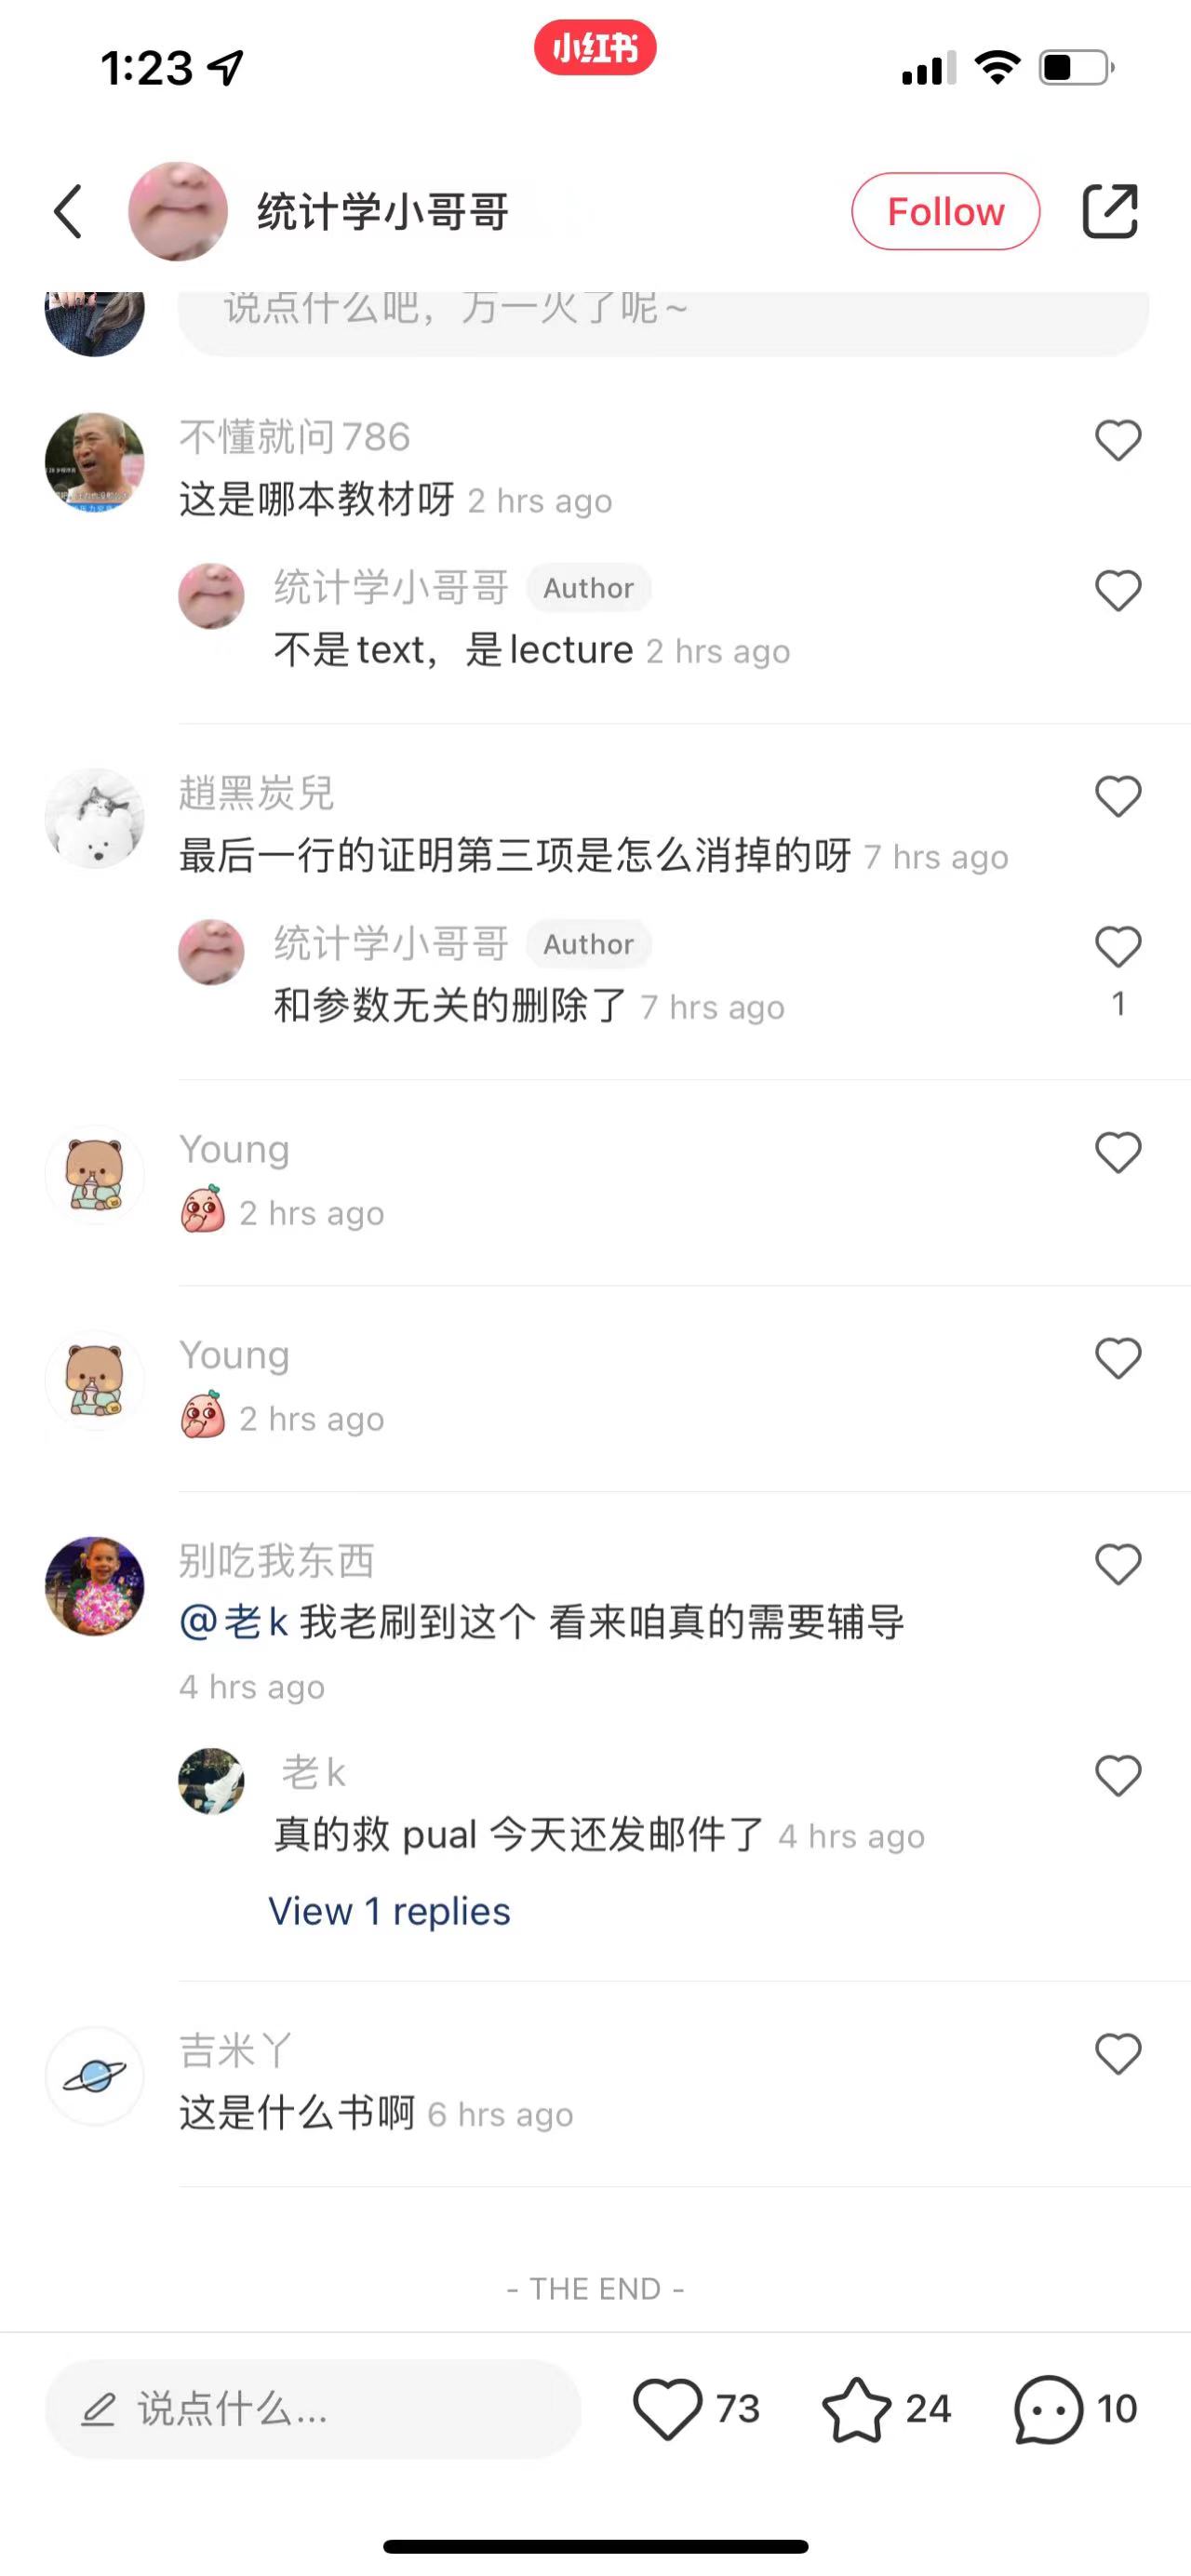 1:23
小红书
统计学小哥哥
Follow
说点什么吧，万一火了呢~
不懂就问786
这是哪本教材呀 2 hrs ago
统计学小哥哥 Author
不是text，是lecture 2 hrs ago
趙黑炭兒
最后一行的证明第三项是怎么消掉的呀 7 hrs ago
统计学小哥哥 Author
和参数无关的删除了 7 hrs ago
1
Young
2 hrs ago
Young
2 hrs ago
别吃我东西
@老k 我老刷到这个 看来咱真的需要辅导
4 hrs ago
老k
真的救 pual 今天还发邮件了 4 hrs ago
View 1 replies
吉米丫
这是什么书啊 6 hrs ago
- THE END -
说点什么...
73
24
10